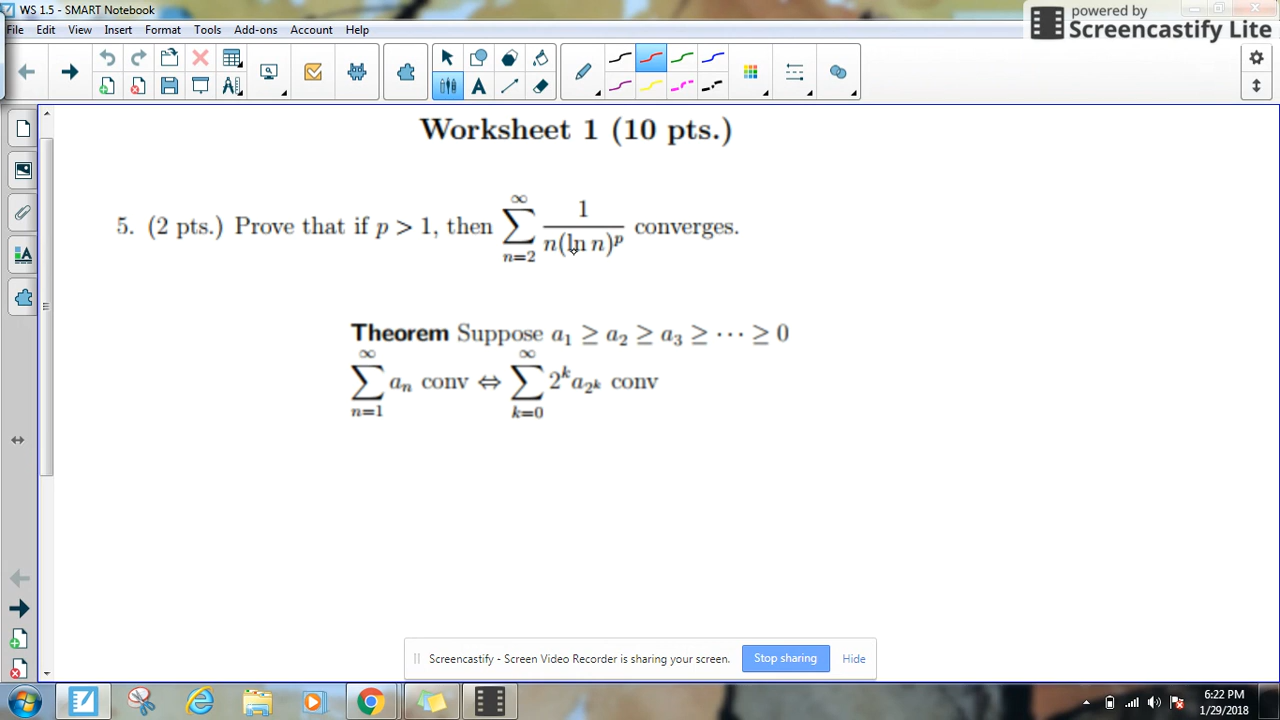 WS 1.5 - SMART Notebook
powered by
Screencastify Lite
File Edit View Insert Format Tools Add-ons Account Help
Worksheet 1 (10 pts.)
5. (2 pts.) Prove that if p > 1, then ∑_{n=2}^{∞} 1/(n(ln n)^p) converges.
Theorem Suppose a₁ ≥ a₂ ≥ a₃ ≥ ⋯ ≥ 0
∑_{n=1}^{∞} aₙ conv ⇔ ∑_{k=0}^{∞} 2^k a_{2^k} conv
Screencastify - Screen Video Recorder is sharing your screen. Stop sharing Hide
6:22 PM
1/29/2018